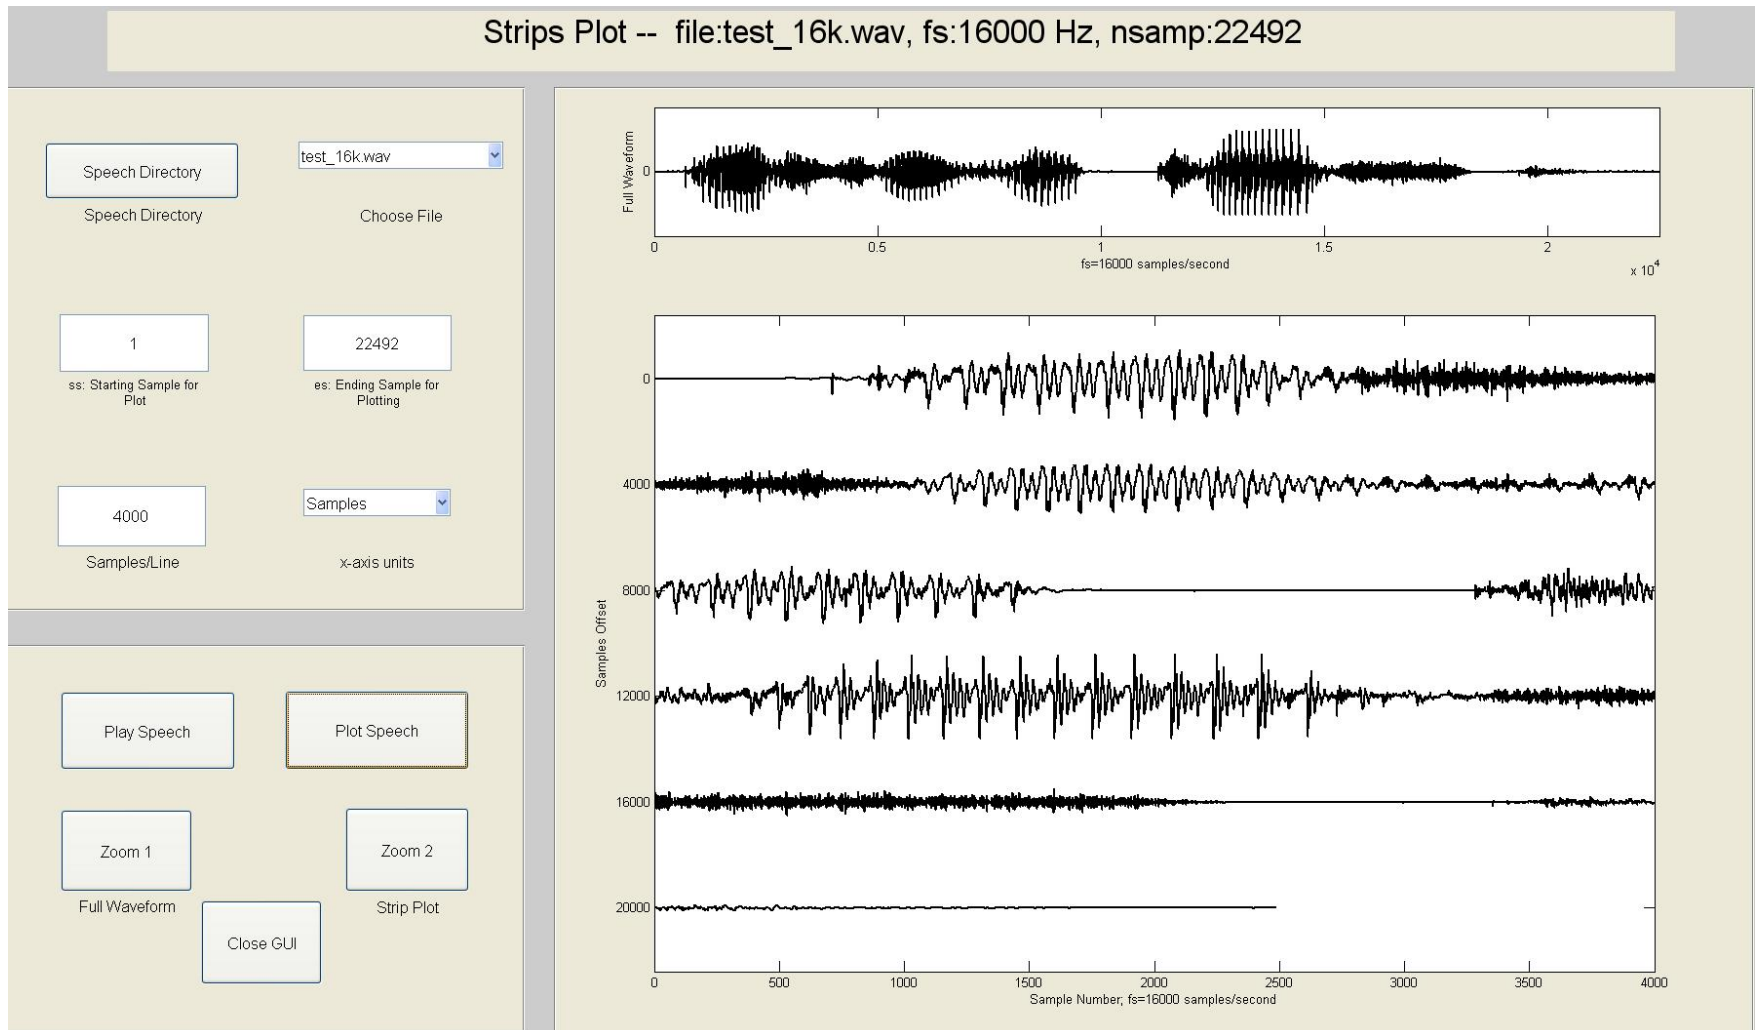 Strips Plot -- file:test_16k.wav, fs:16000 Hz, nsamp:22492
Speech Directory
test_16k.wav
Speech Directory
Choose File
1
22492
ss: Starting Sample for
Plot
es: Ending Sample for
Plotting
4000
Samples
Samples/Line
x-axis units
Play Speech
Plot Speech
Zoom 1
Zoom 2
Full Waveform
Strip Plot
Close GUI
Full Waveform
0
0 0.5 1 1.5 2
x 10^4
fs=16000 samples/second
Samples Offset
0
4000
8000
12000
16000
20000
0 500 1000 1500 2000 2500 3000 3500 4000
Sample Number; fs=16000 samples/second